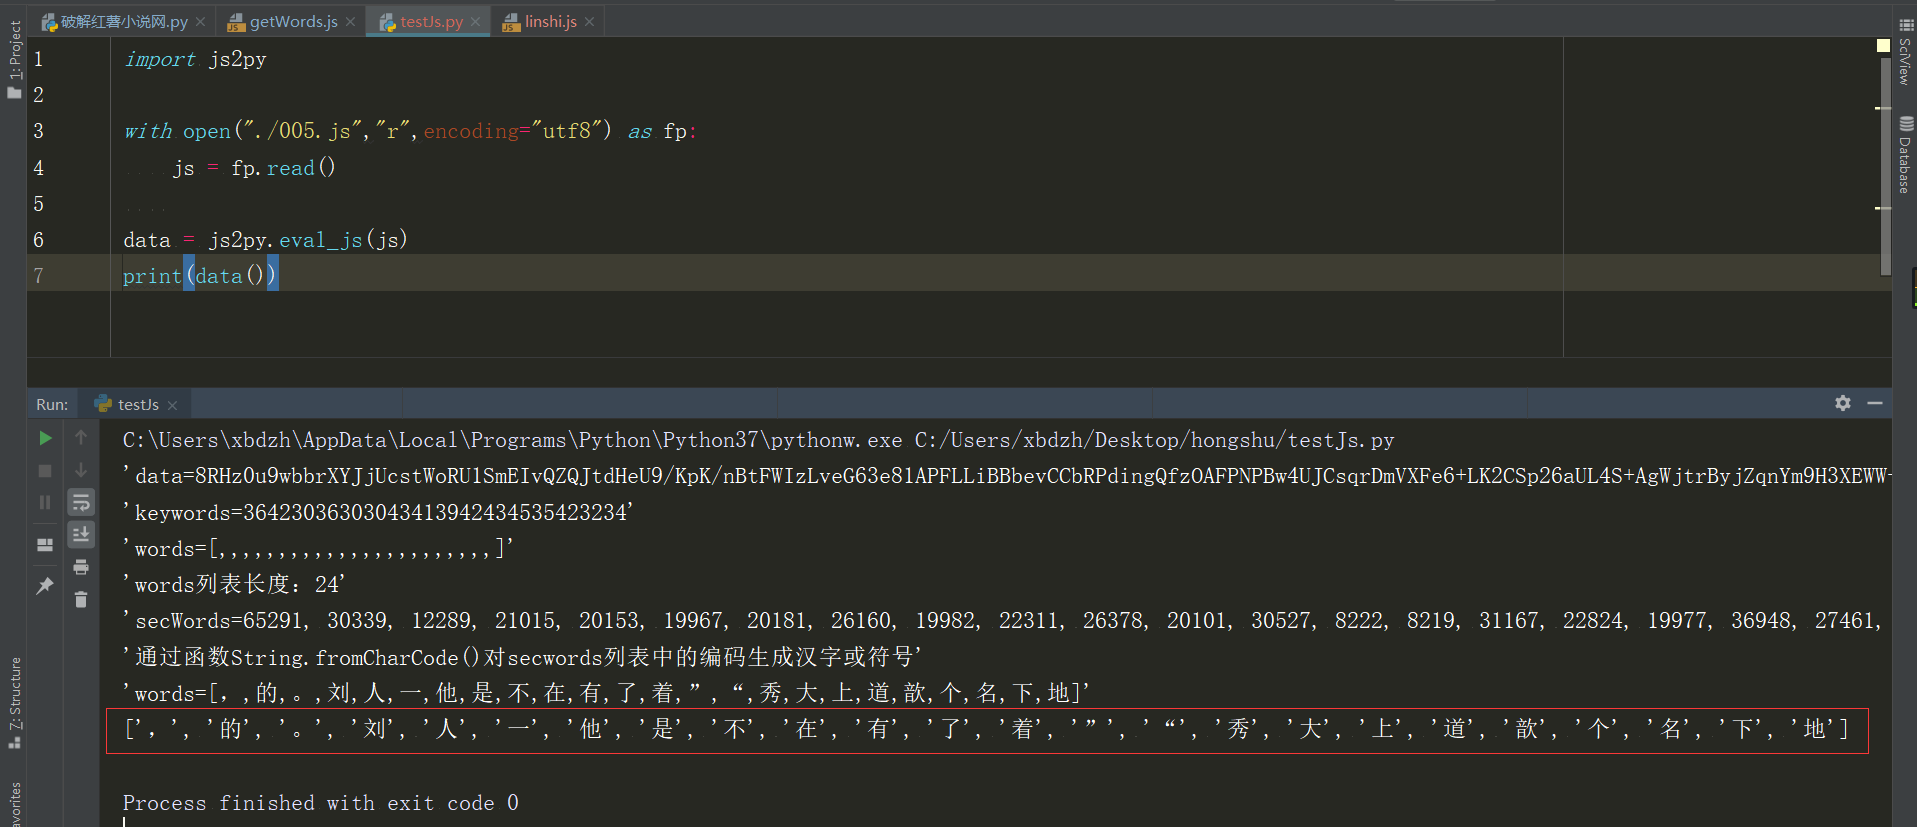 破解红薯小说网.py
getWords.js
testJs.py
linshi.js
1: Project
SciView
Database
1 import js2py
2
3 with open("./005.js","r",encoding="utf8") as fp:
4 js = fp.read()
5
6 data = js2py.eval_js(js)
7 print(data())
Run: testJs
C:\Users\xbdzh\AppData\Local\Programs\Python\Python37\pythonw.exe C:/Users/xbdzh/Desktop/hongshu/testJs.py
'data=8RHz0u9wbbrXYJjUcstWoRU1SmEIvQZQJtdHeU9/KpK/nBtFWIzLveG63e81APFLLiBBbevCCbRPdingQfzOAFPNPBw4UJCsqrDmVXFe6+LK2CSp26aUL4S+AgWjtrByjZqnYm9H3XEWW
'keywords=36423036303043413942434535423234'
'words=[,,,,,,,,,,,,,,,,,,,,,,,]'
'words列表长度：24'
'secWords=65291, 30339, 12289, 21015, 20153, 19967, 20181, 26160, 19982, 22311, 26378, 20101, 30527, 8222, 8219, 31167, 22824, 19977, 36948, 27461,
'通过函数String.fromCharCode()对secwords列表中的编码生成汉字或符号'
'words=[，,的,。,刘,人,一,他,是,不,在,有,了,着,”,“,秀,大,上,道,歆,个,名,下,地]'
['，', '的', '。', '刘', '人', '一', '他', '是', '不', '在', '有', '了', '着', '”', '“', '秀', '大', '上', '道', '歆', '个', '名', '下', '地']
Process finished with exit code 0
Z: Structure
avorites